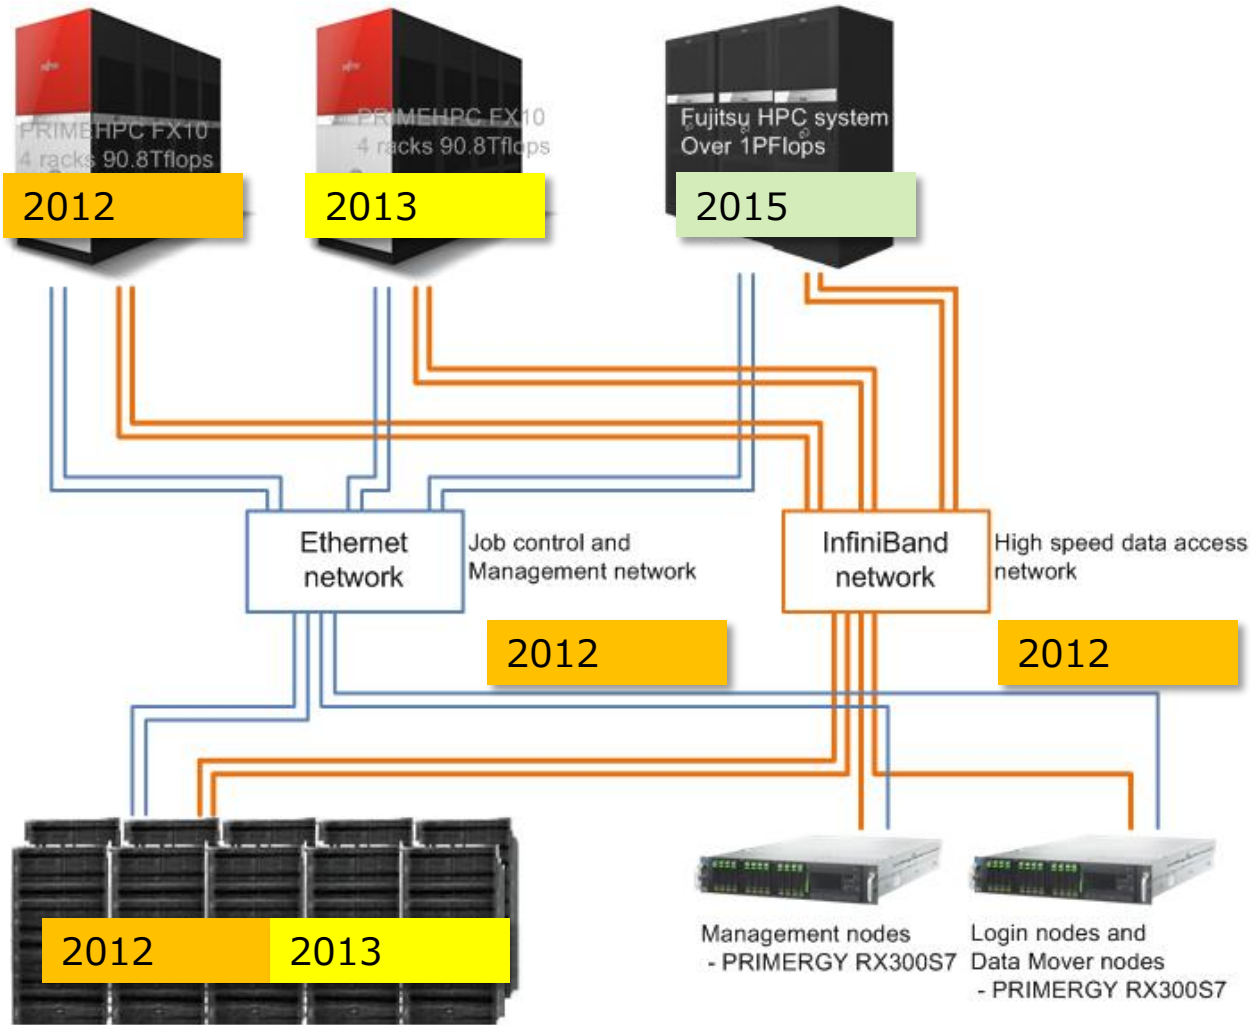 PRIMEHPC FX10
4 racks 90.8Tflops
2012
PRIMEHPC FX10
4 racks 90.8Tflops
2013
Fujitsu HPC system
Over 1PFlops
2015
Ethernet
network
Job control and
Management network
InfiniBand
network
High speed data access
network
2012
2012
2012
2013
Management nodes
- PRIMERGY RX300S7
Login nodes and
Data Mover nodes
- PRIMERGY RX300S7